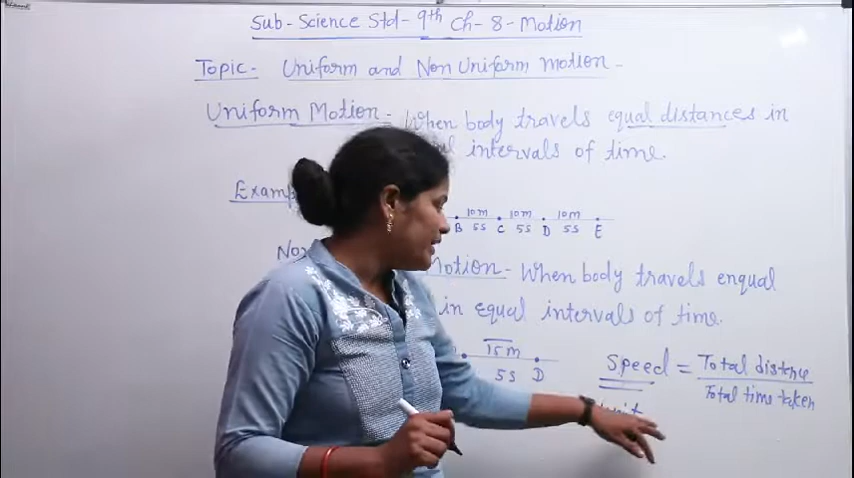 Sub - Science Std - 9th Ch - 8 - Motion
Topic - Uniform and Non Uniform motion -
Uniform Motion - When body travels equal distances in
intervals of time.
Examp
10m 10m 10m
B 5S C 5S D 5S E
Motion - When body travels enqual
in equal intervals of time.
15m
5S D
Speed = Total distance
Total time taken
unit